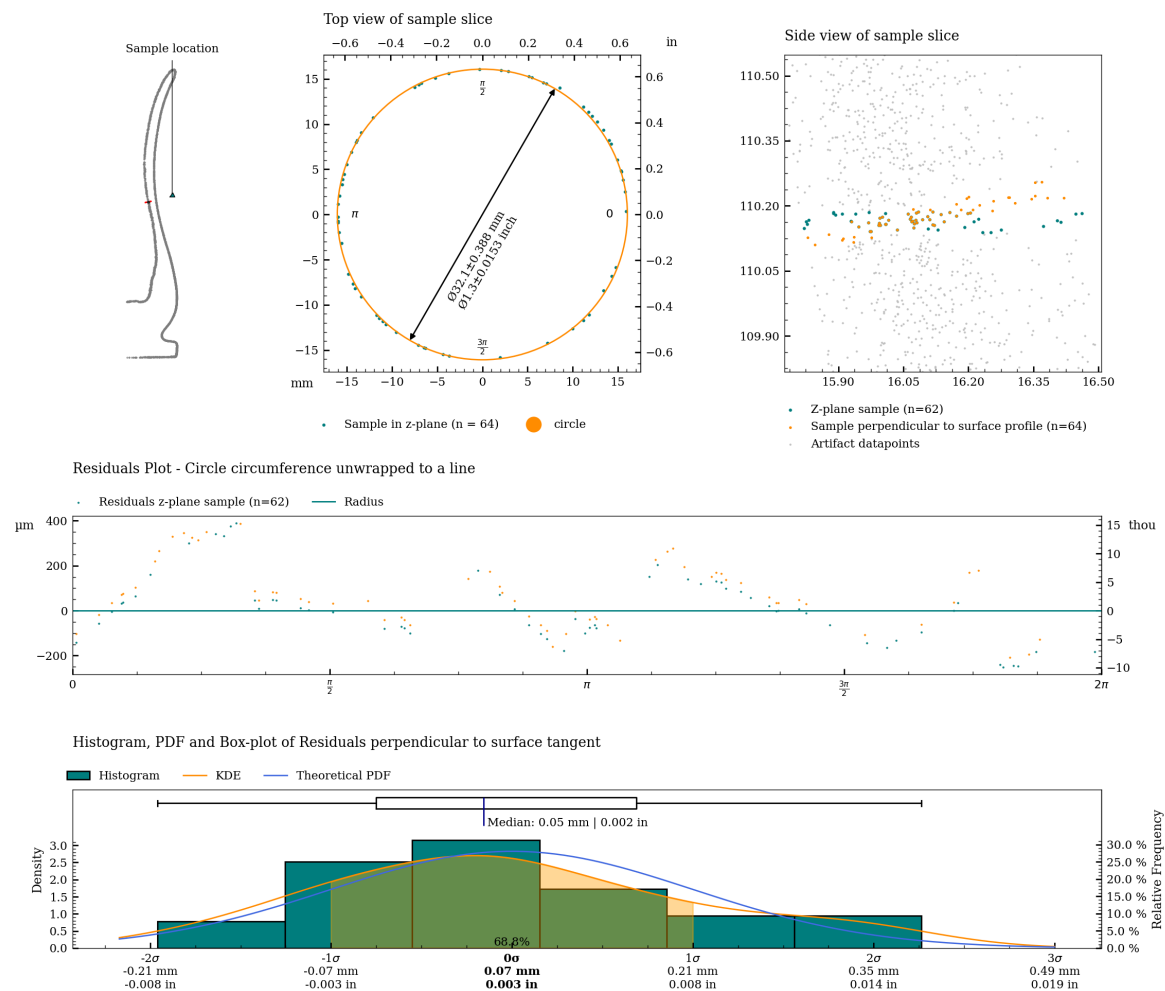 Sample location
Top view of sample slice
−0.6 −0.4 −0.2 0.0 0.2 0.4 0.6 in
15 10 5 0 −5 −10 −15
0.6 0.4 0.2 0.0 −0.2 −0.4 −0.6
π/2
π
0
3π/2
Ø32.1±0.388 mm
Ø1.3±0.0153 inch
mm −15 −10 −5 0 5 10 15
Sample in z-plane (n = 64) circle
Side view of sample slice
110.50
110.35
110.20
110.05
109.90
15.90 16.05 16.20 16.35 16.50
Z-plane sample (n=62)
Sample perpendicular to surface profile (n=64)
Artifact datapoints
Residuals Plot - Circle circumference unwrapped to a line
Residuals z-plane sample (n=62) Radius
µm 400 200 0 −200
15 thou 10 5 0 −5 −10
0 π/2 π 3π/2 2π
Histogram, PDF and Box-plot of Residuals perpendicular to surface tangent
Histogram KDE Theoretical PDF
Median: 0.05 mm | 0.002 in
Density
3.0 2.5 2.0 1.5 1.0 0.5 0.0
30.0 % 25.0 % 20.0 % 15.0 % 10.0 % 5.0 % 0.0 %
Relative Frequency
68.8%
-2σ -1σ 0σ 1σ 2σ 3σ
-0.21 mm -0.07 mm 0.07 mm 0.21 mm 0.35 mm 0.49 mm
-0.008 in -0.003 in 0.003 in 0.008 in 0.014 in 0.019 in